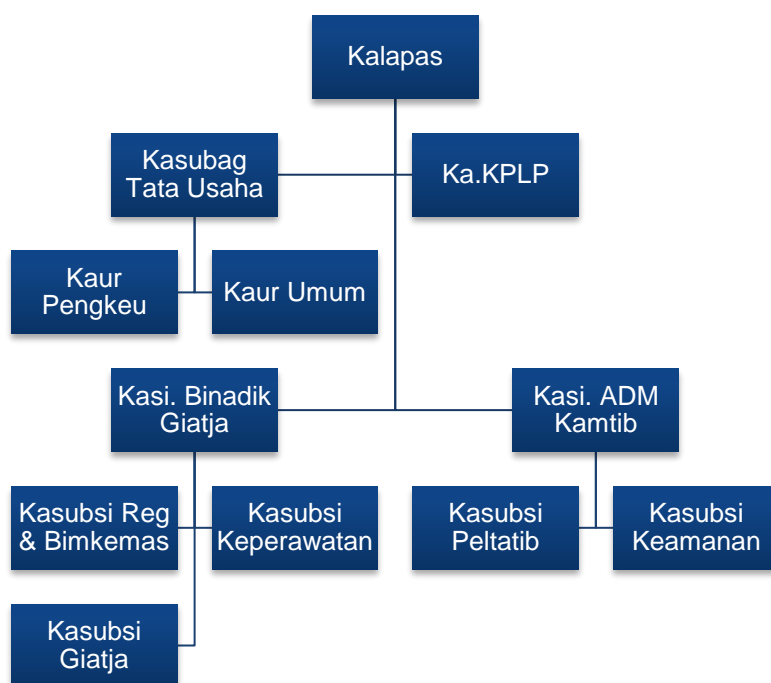 Kalapas
Kasubag
Tata Usaha
Ka.KPLP
Kaur
Pengkeu
Kaur Umum
Kasi. Binadik
Giatja
Kasi. ADM
Kamtib
Kasubsi Reg
& Bimkemas
Kasubsi
Keperawatan
Kasubsi
Peltatib
Kasubsi
Keamanan
Kasubsi
Giatja